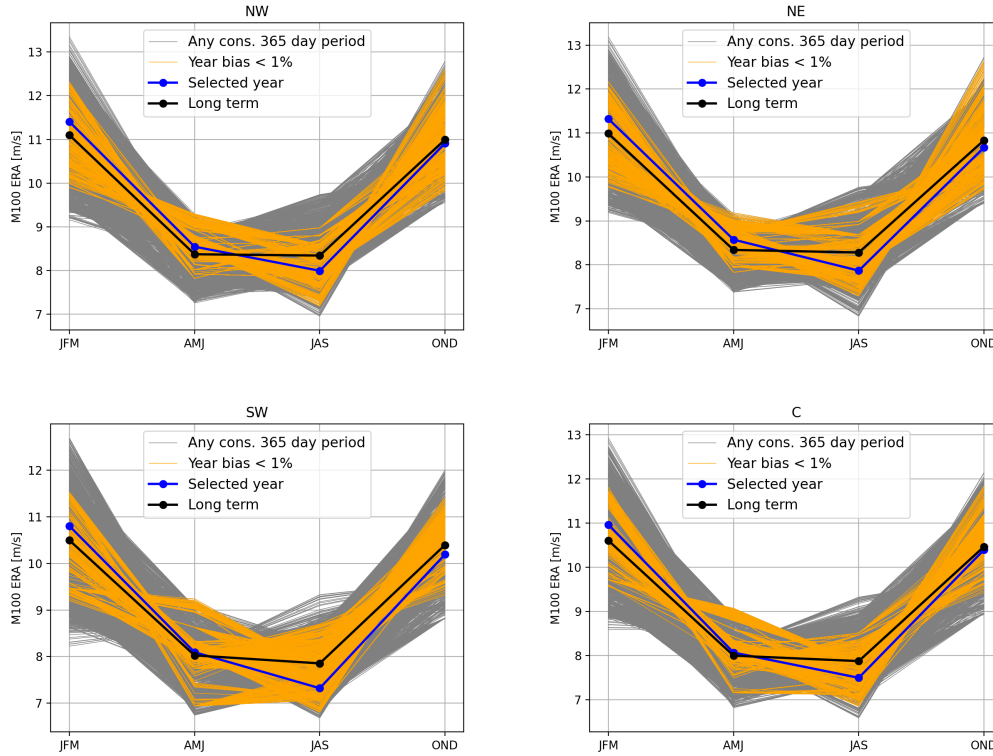 NW
M100 ERA [m/s]
13
12
11
10
9
8
7
Any cons. 365 day period
Year bias < 1%
Selected year
Long term
JFM AMJ JAS OND
NE
M100 ERA [m/s]
13
12
11
10
9
8
7
Any cons. 365 day period
Year bias < 1%
Selected year
Long term
JFM AMJ JAS OND
SW
M100 ERA [m/s]
12
11
10
9
8
7
Any cons. 365 day period
Year bias < 1%
Selected year
Long term
JFM AMJ JAS OND
C
M100 ERA [m/s]
13
12
11
10
9
8
7
Any cons. 365 day period
Year bias < 1%
Selected year
Long term
JFM AMJ JAS OND